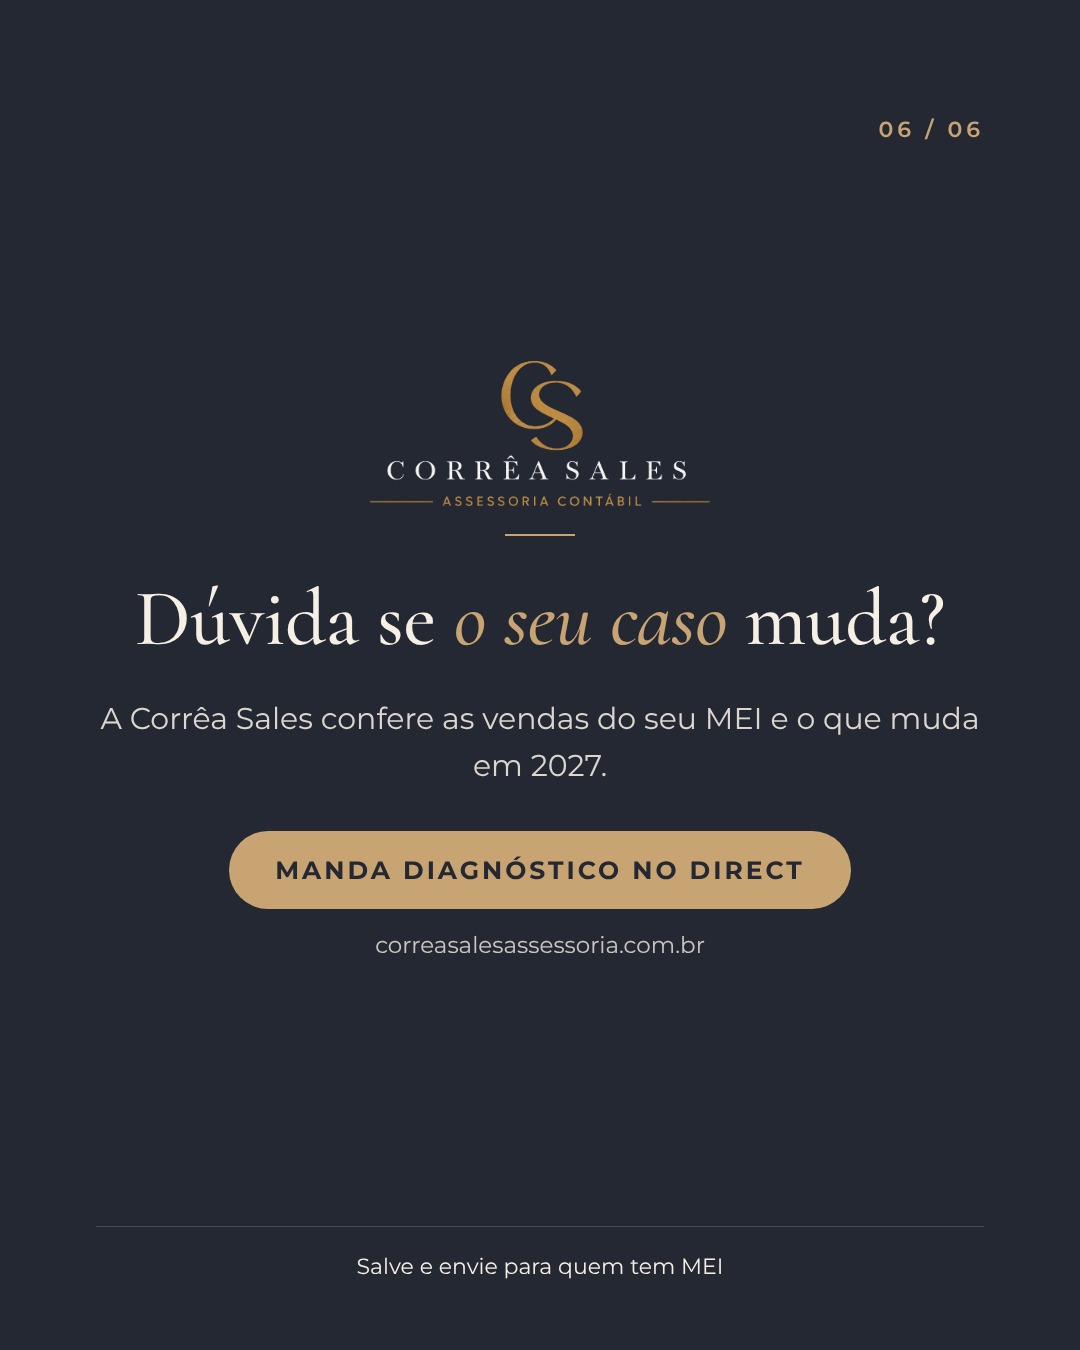 06 / 06
CS
CORRÊA SALES
ASSESSORIA CONTÁBIL
Dúvida se o seu caso muda?
A Corrêa Sales confere as vendas do seu MEI e o que muda
em 2027.
MANDA DIAGNÓSTICO NO DIRECT
correasalesassessoria.com.br
Salve e envie para quem tem MEI